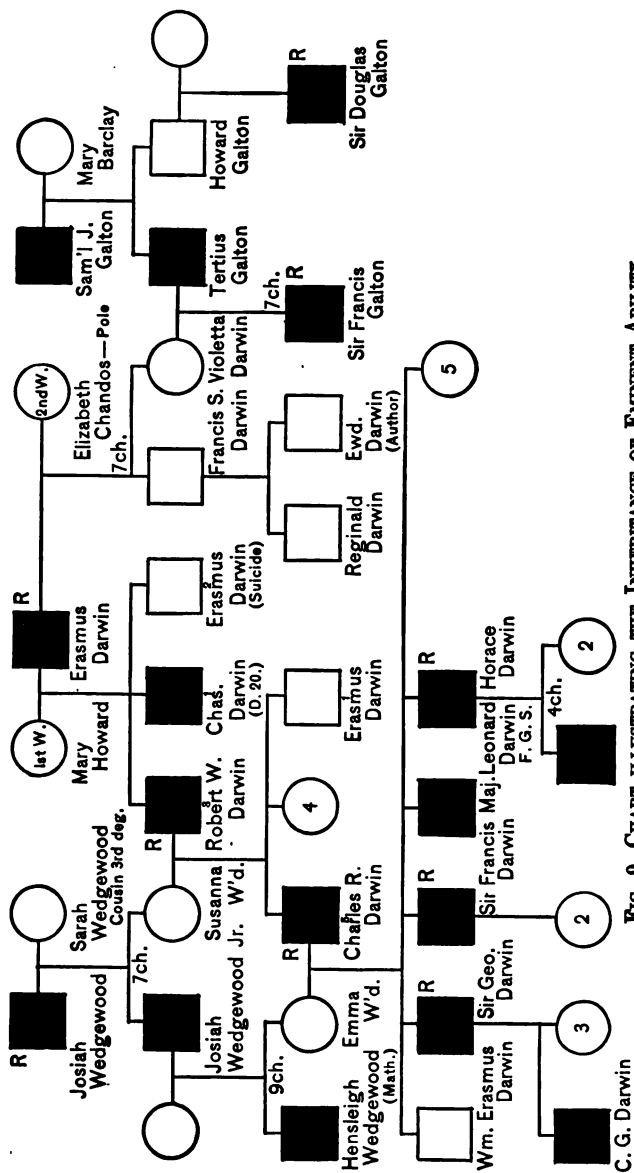 R
Josiah
Wedgewood
Sarah
Wedgewood
Cousin 3rd deg.
1st W.
Mary
Howard
R
Erasmus
Darwin
2nd W.
Elizabeth
Chandos—Pole
Sam'l J.
Galton
Mary
Barclay
7ch.
7ch.
Josiah
Wedgewood Jr.
Susanna
W'd.
R
Robert W.
Darwin
Chas.
Darwin
(D. 20.)
Erasmus
Darwin
(Suicide)
Francis S.
Darwin
Violetta
Darwin
Tertius
Galton
Howard
Galton
9ch.
Hensleigh
Wedgewood
(Math.)
Emma
W'd.
R
Charles R.
Darwin
4
Erasmus
Darwin
Reginald
Darwin
Ewd.
Darwin
(Author)
7ch.
R
Sir Francis
Galton
R
Sir Douglas
Galton
Wm. Erasmus
Darwin
R
Sir Geo.
Darwin
R
Sir Francis
Darwin
Maj. Leonard
Darwin
F. G. S.
R
Horace
Darwin
5
C. G. Darwin
3
2
4ch.
2
FIG. 9. CHART ILLUSTRATING THE INHERITANCE OF EMINENT ABILITY